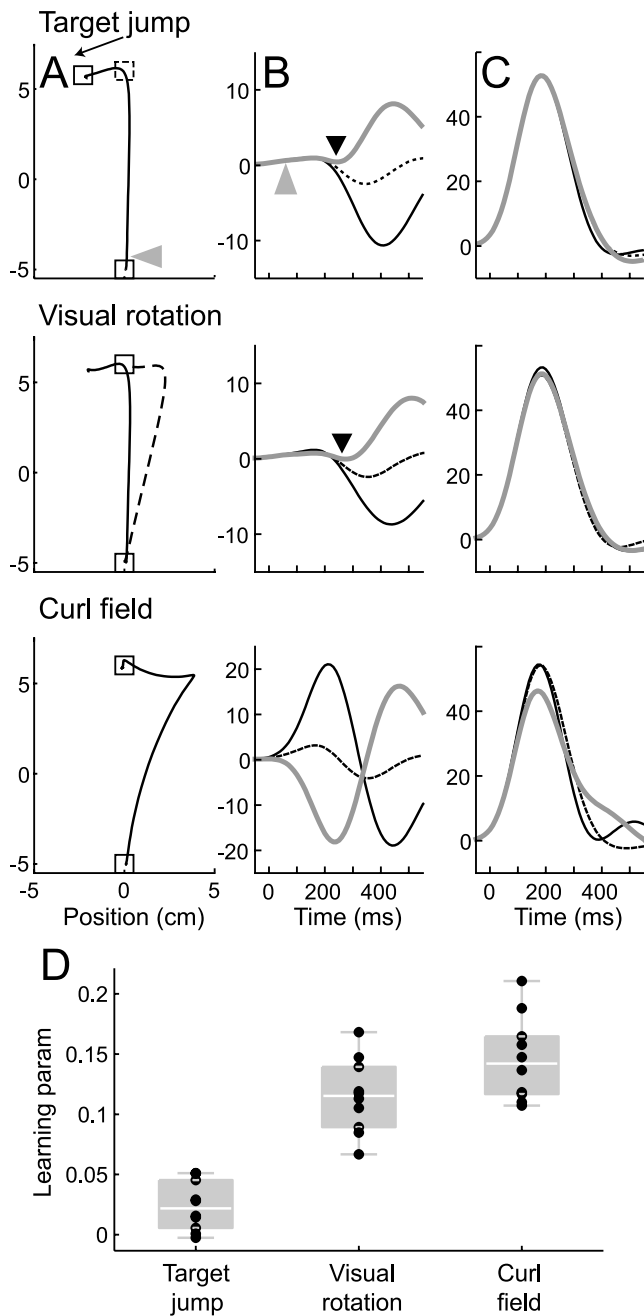 Target jump
A B C
5 10 40
0 0 20
-5 -10 0
Visual rotation
5 10 40
0 0 20
-5 -10 0
Curl field
5 20 40
10
0 0 20
-10
-5 -20 0
-5 0 5 0 200 400 0 200 400
Position (cm) Time (ms) Time (ms)
D
0.2
0.15
0.1
0.05
0
Learning param
Target jump Visual rotation Curl field